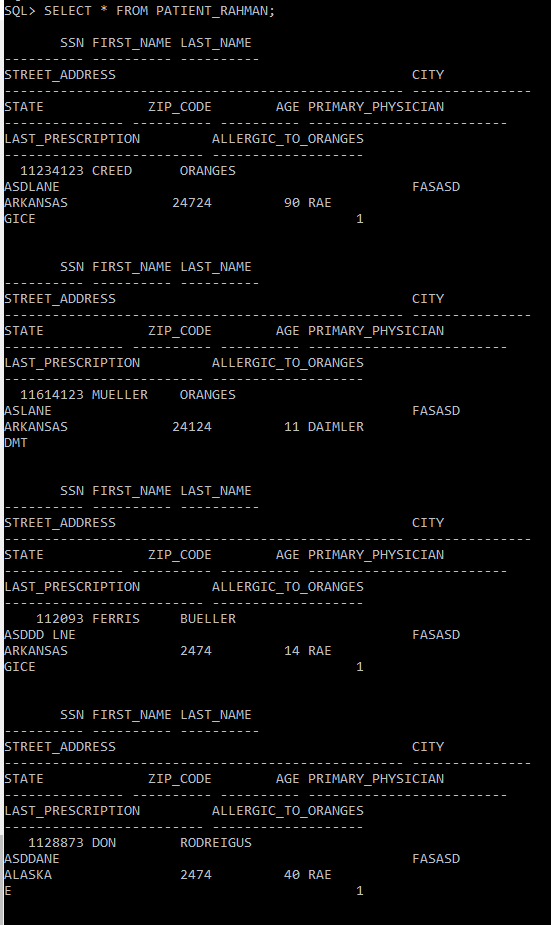 SQL> SELECT * FROM PATIENT_RAHMAN;
       SSN FIRST_NAME LAST_NAME
---------- ---------- ----------
STREET_ADDRESS                                     CITY
-------------------------------------------------- ---------------
STATE             ZIP_CODE        AGE PRIMARY_PHYSICIAN
--------------- ---------- ---------- -------------------------
LAST_PRESCRIPTION         ALLERGIC_TO_ORANGES
------------------------- -------------------
  11234123 CREED      ORANGES
ASDLANE                                            FASASD
ARKANSAS             24724         90 RAE
GICE                                        1
       SSN FIRST_NAME LAST_NAME
---------- ---------- ----------
STREET_ADDRESS                                     CITY
-------------------------------------------------- ---------------
STATE             ZIP_CODE        AGE PRIMARY_PHYSICIAN
--------------- ---------- ---------- -------------------------
LAST_PRESCRIPTION         ALLERGIC_TO_ORANGES
------------------------- -------------------
  11614123 MUELLER    ORANGES
ASLANE                                             FASASD
ARKANSAS             24124         11 DAIMLER
DMT
       SSN FIRST_NAME LAST_NAME
---------- ---------- ----------
STREET_ADDRESS                                     CITY
-------------------------------------------------- ---------------
STATE             ZIP_CODE        AGE PRIMARY_PHYSICIAN
--------------- ---------- ---------- -------------------------
LAST_PRESCRIPTION         ALLERGIC_TO_ORANGES
------------------------- -------------------
    112093 FERRIS     BUELLER
ASDDD LNE                                          FASASD
ARKANSAS              2474         14 RAE
GICE                                        1
       SSN FIRST_NAME LAST_NAME
---------- ---------- ----------
STREET_ADDRESS                                     CITY
-------------------------------------------------- ---------------
STATE             ZIP_CODE        AGE PRIMARY_PHYSICIAN
--------------- ---------- ---------- -------------------------
LAST_PRESCRIPTION         ALLERGIC_TO_ORANGES
------------------------- -------------------
   1128873 DON        RODREIGUS
ASDDANE                                            FASASD
ALASKA                2474         40 RAE
E                                           1